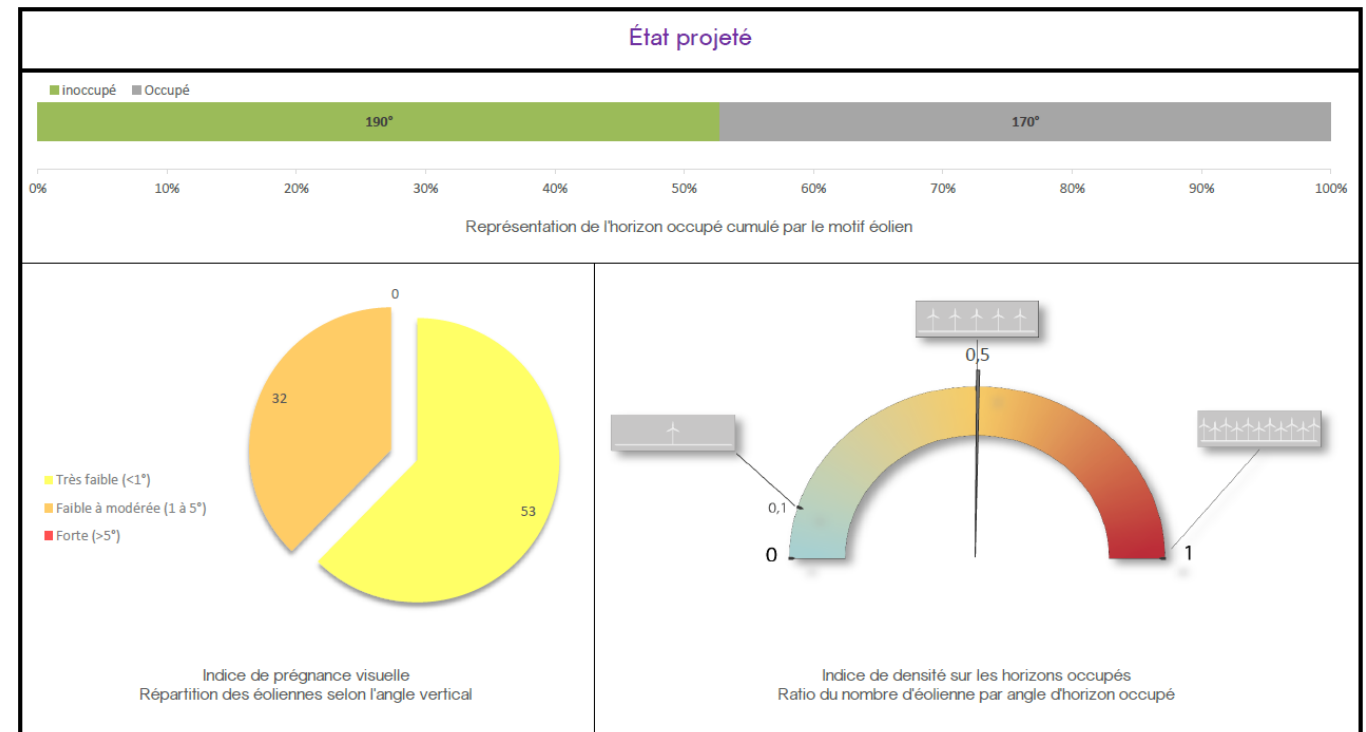 État projeté
inoccupé Occupé
190° 170°
0% 10% 20% 30% 40% 50% 60% 70% 80% 90% 100%
Représentation de l'horizon occupé cumulé par le motif éolien
0
32
53
Très faible (<1°)
Faible à modérée (1 à 5°)
Forte (>5°)
Indice de prégnance visuelle
Répartition des éoliennes selon l'angle vertical
0,5
0,1
0
1
Indice de densité sur les horizons occupés
Ratio du nombre d'éolienne par angle d'horizon occupé